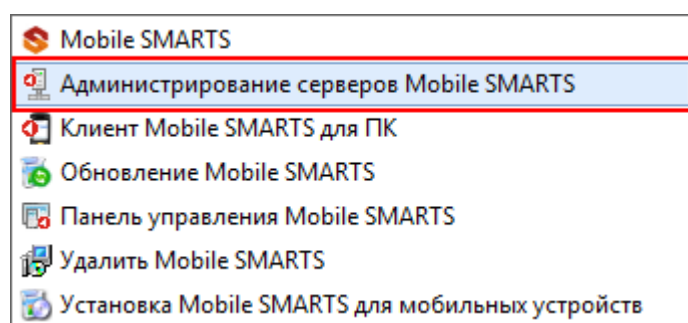 Mobile SMARTS
Администрирование серверов Mobile SMARTS
Клиент Mobile SMARTS для ПК
Обновление Mobile SMARTS
Панель управления Mobile SMARTS
Удалить Mobile SMARTS
Установка Mobile SMARTS для мобильных устройств